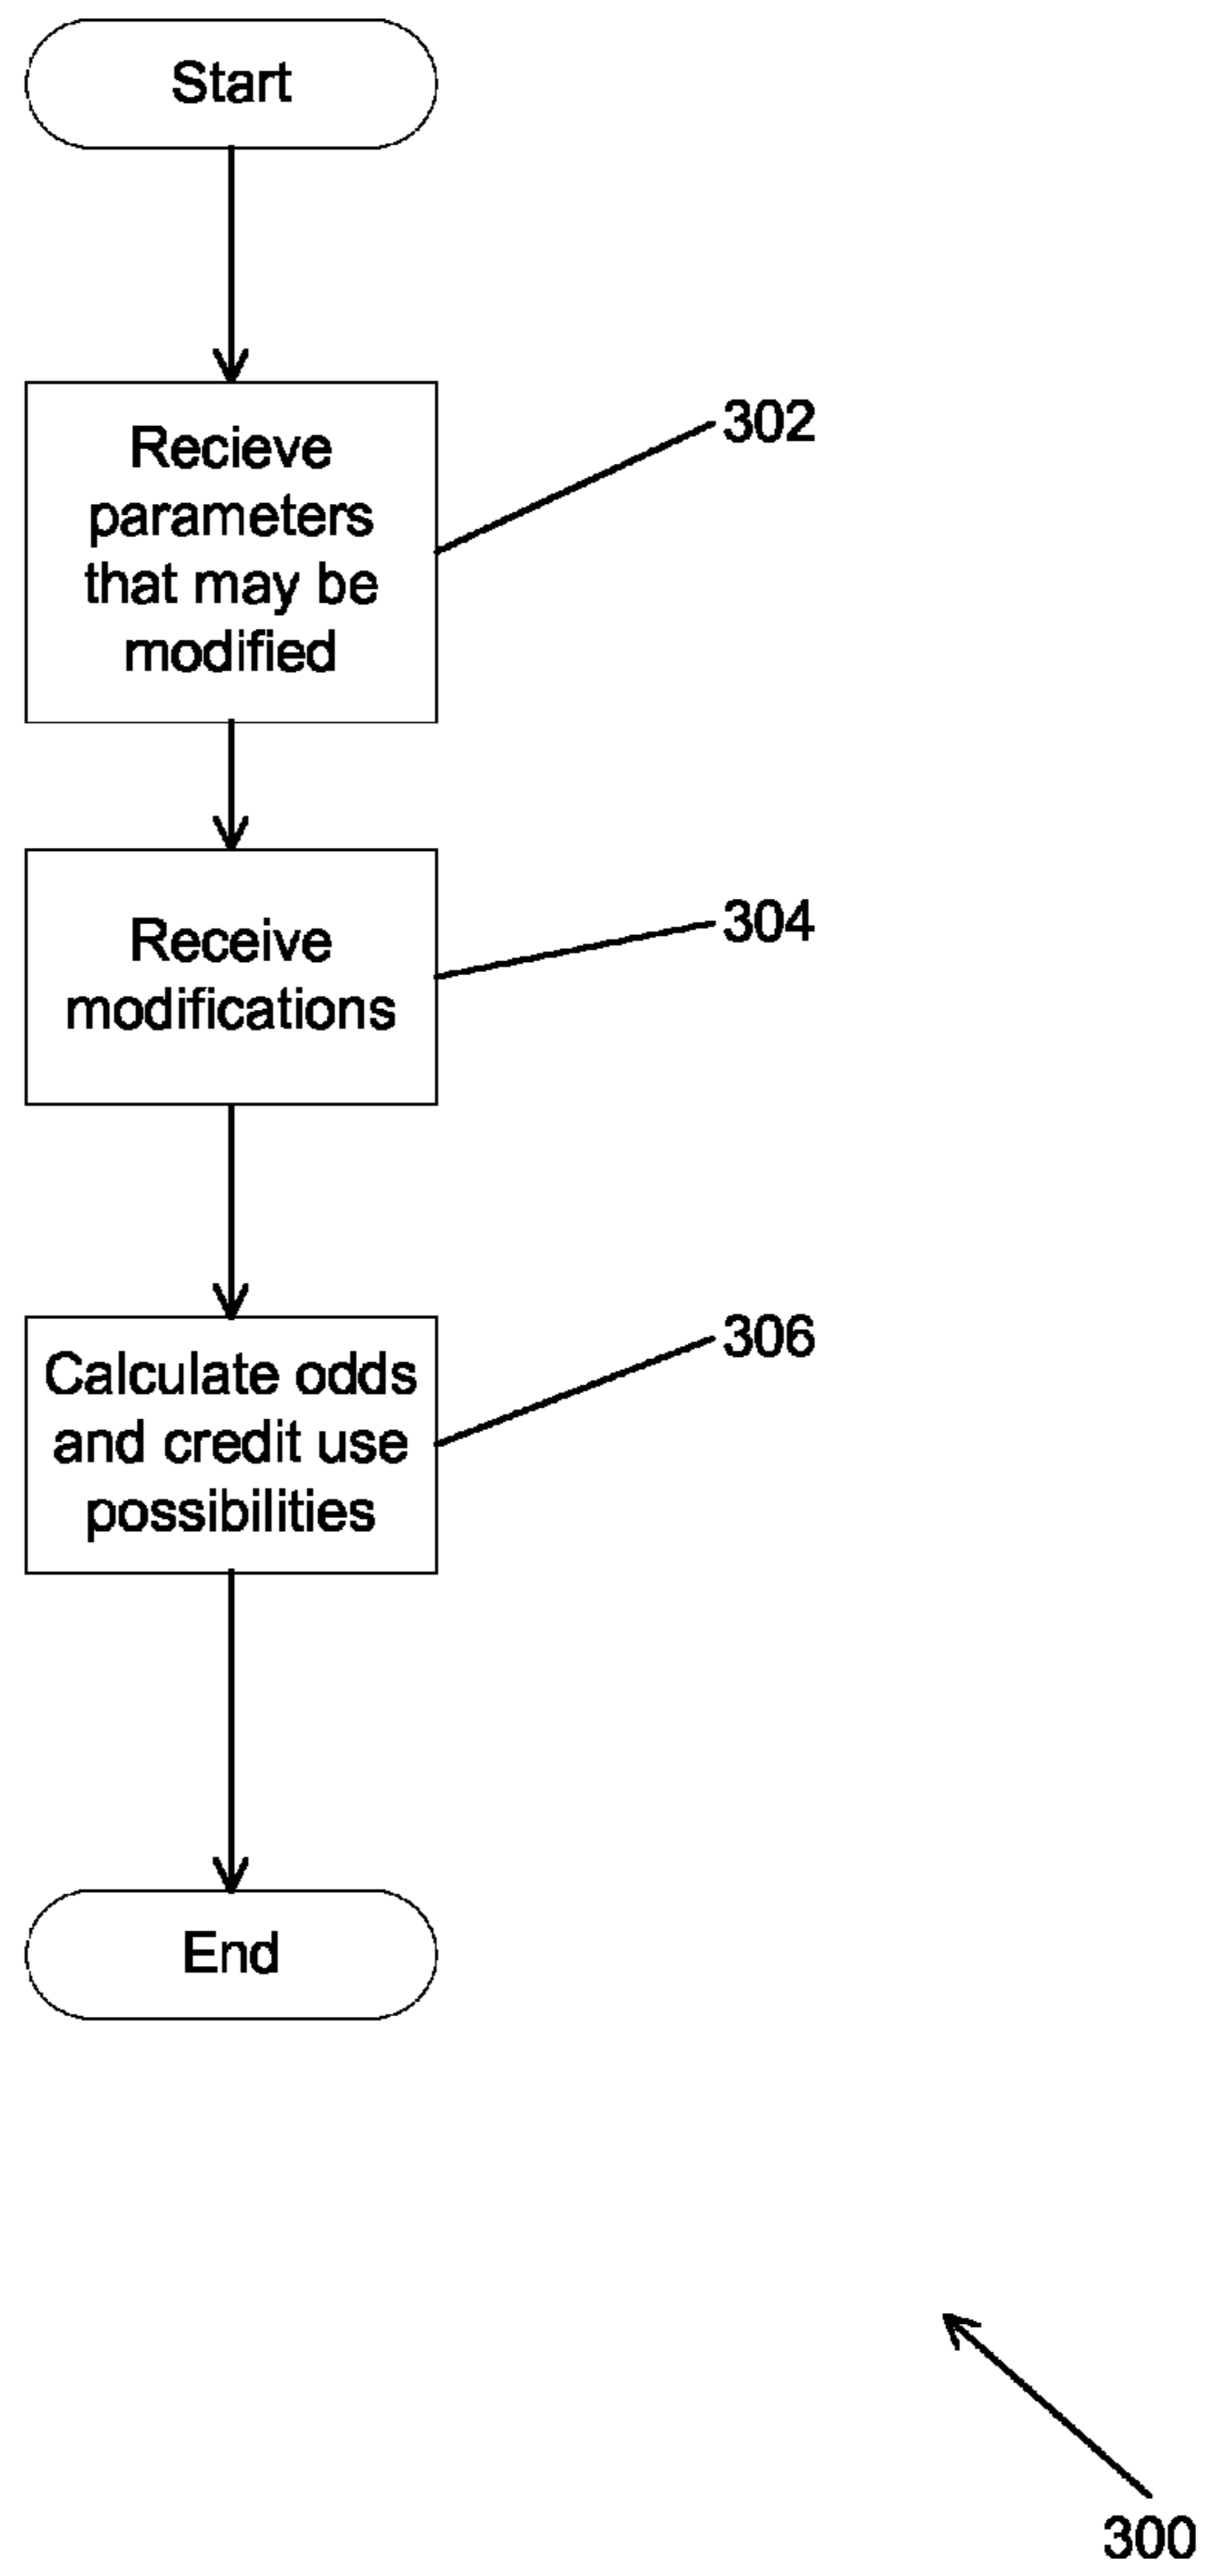 Start
Recieve
parameters
that may be
modified
302
Receive
modifications
304
Calculate odds
and credit use
possibilities
306
End
300